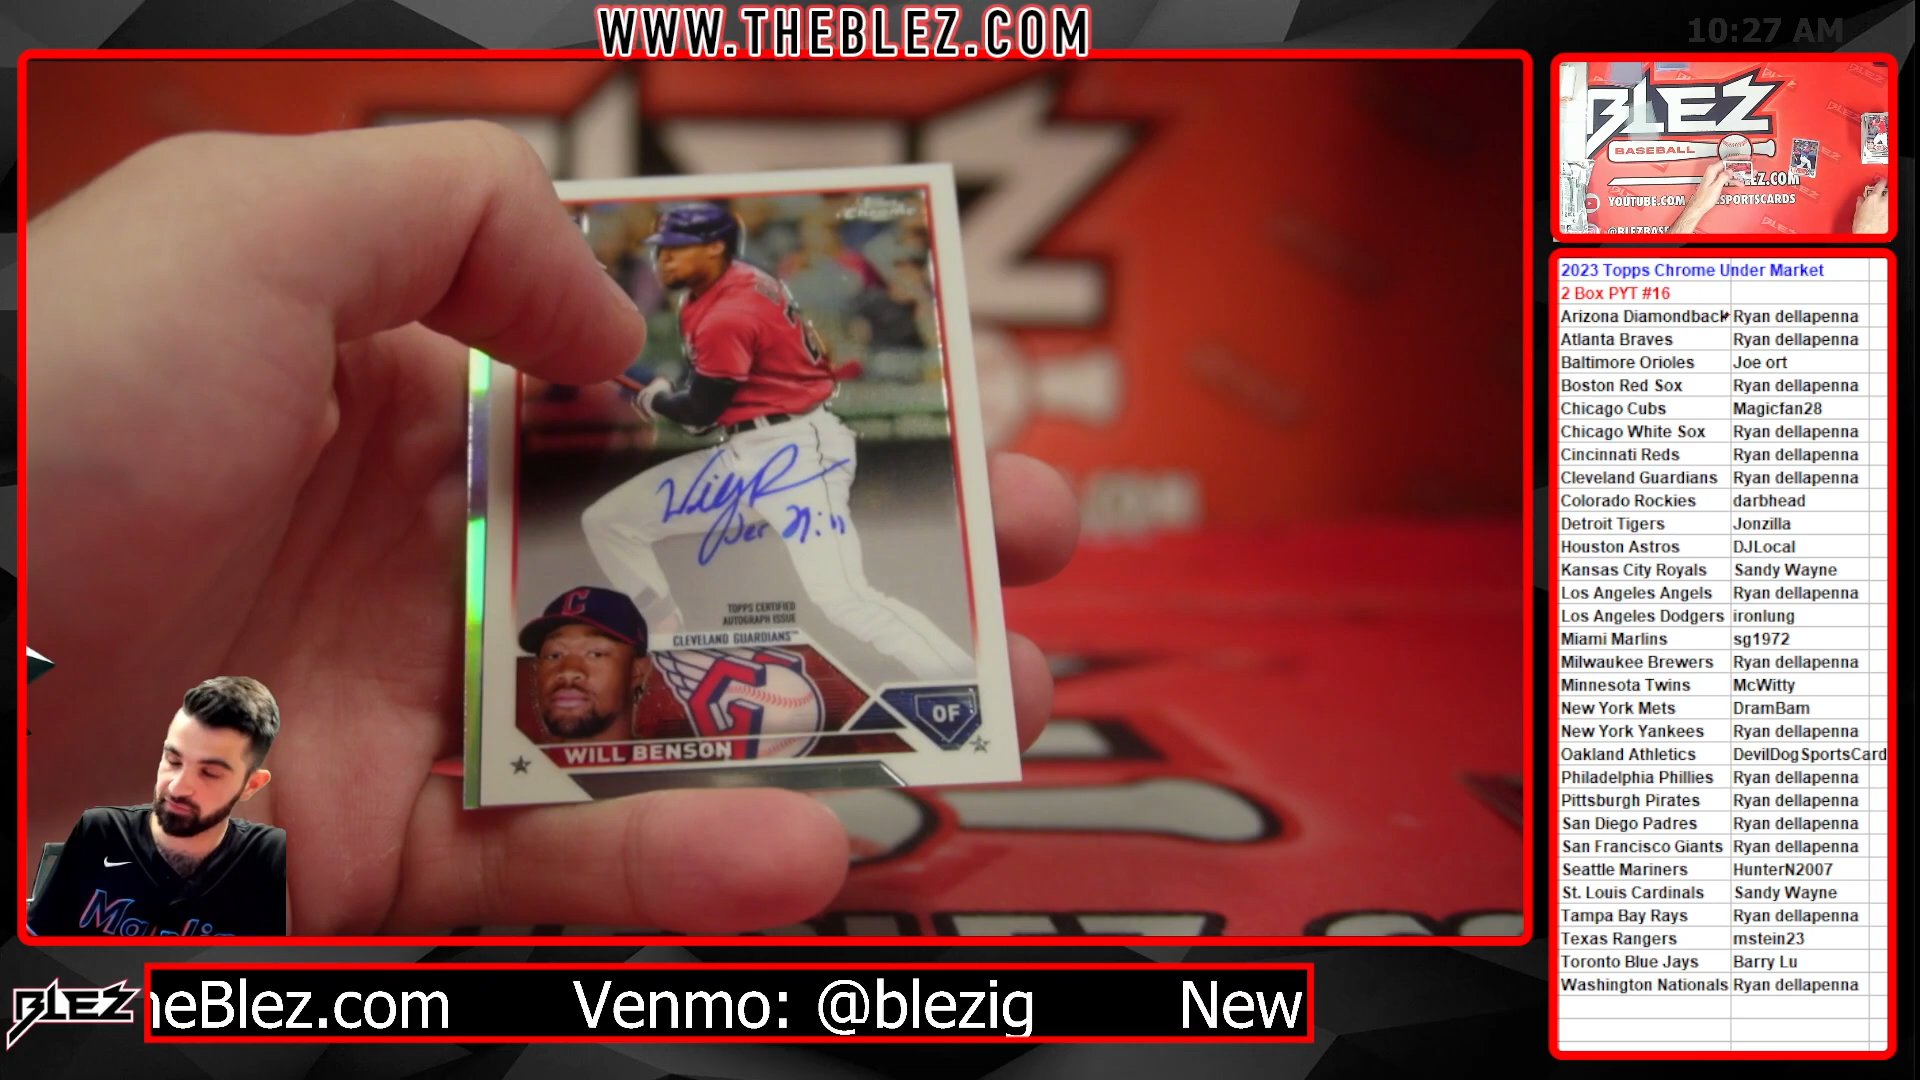 WWW.THEBLEZ.COM
10:27 AM
Topps
Chrome
TOPPS CERTIFIED
AUTOGRAPH ISSUE
CLEVELAND GUARDIANS™
OF
WILL BENSON
BLEZ
BASEBALL
EZ.COM
YOUTUBE.COM
SPORTSCARDS
2023 Topps Chrome Under Market
2 Box PYT #16
Arizona Diamondback Ryan dellapenna
Atlanta Braves Ryan dellapenna
Baltimore Orioles Joe ort
Boston Red Sox Ryan dellapenna
Chicago Cubs Magicfan28
Chicago White Sox Ryan dellapenna
Cincinnati Reds Ryan dellapenna
Cleveland Guardians Ryan dellapenna
Colorado Rockies darbhead
Detroit Tigers Jonzilla
Houston Astros DJLocal
Kansas City Royals Sandy Wayne
Los Angeles Angels Ryan dellapenna
Los Angeles Dodgers ironlung
Miami Marlins sg1972
Milwaukee Brewers Ryan dellapenna
Minnesota Twins McWitty
New York Mets DramBam
New York Yankees Ryan dellapenna
Oakland Athletics DevilDogSportsCard
Philadelphia Phillies Ryan dellapenna
Pittsburgh Pirates Ryan dellapenna
San Diego Padres Ryan dellapenna
San Francisco Giants Ryan dellapenna
Seattle Mariners HunterN2007
St. Louis Cardinals Sandy Wayne
Tampa Bay Rays Ryan dellapenna
Texas Rangers mstein23
Toronto Blue Jays Barry Lu
Washington Nationals Ryan dellapenna
BLEZ
heBlez.com Venmo: @blezig New